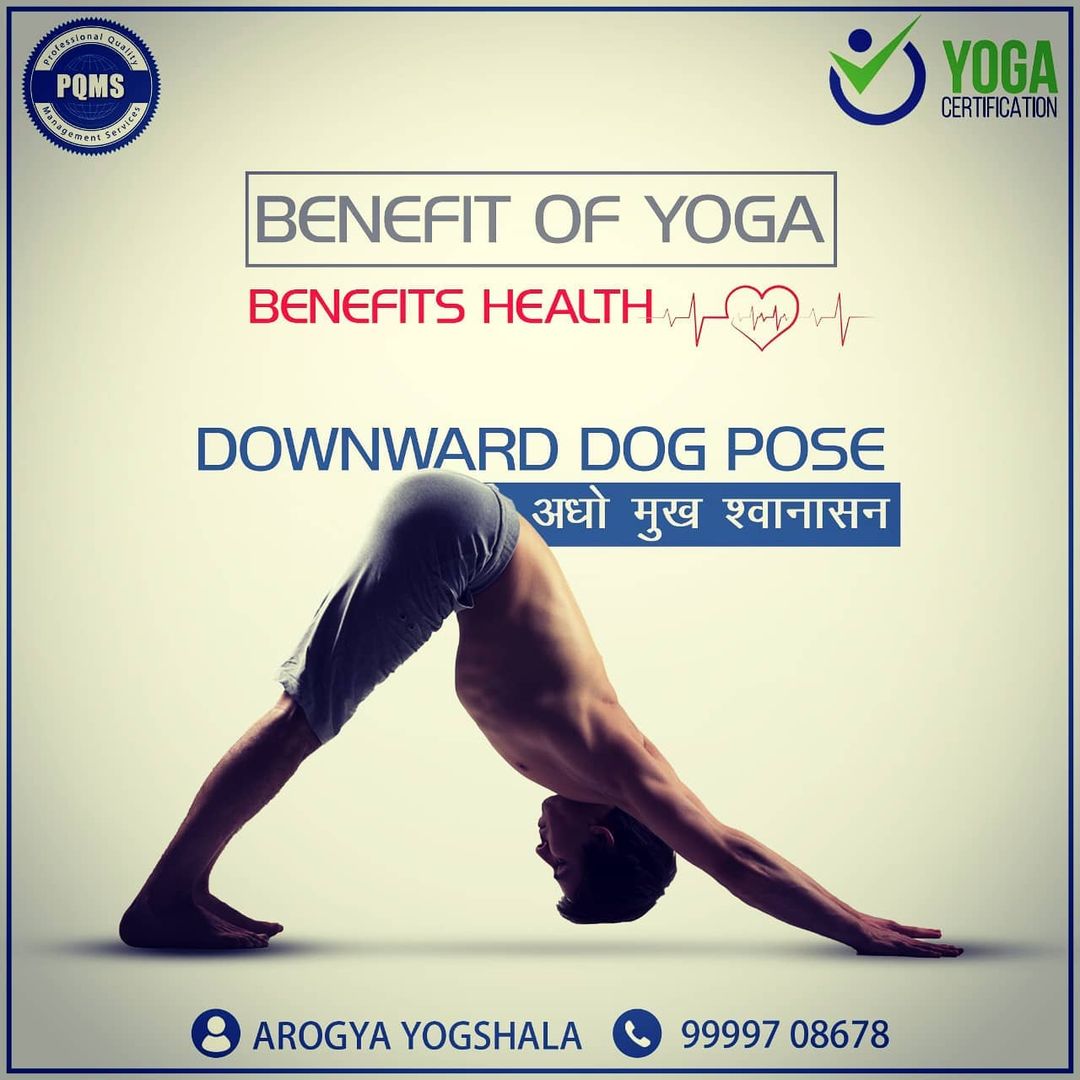 Professional Quality
PQMS
Management Services
YOGA
CERTIFICATION
BENEFIT OF YOGA
BENEFITS HEALTH
DOWNWARD DOG POSE
अधो मुख श्वानासन
AROGYA YOGSHALA
99997 08678